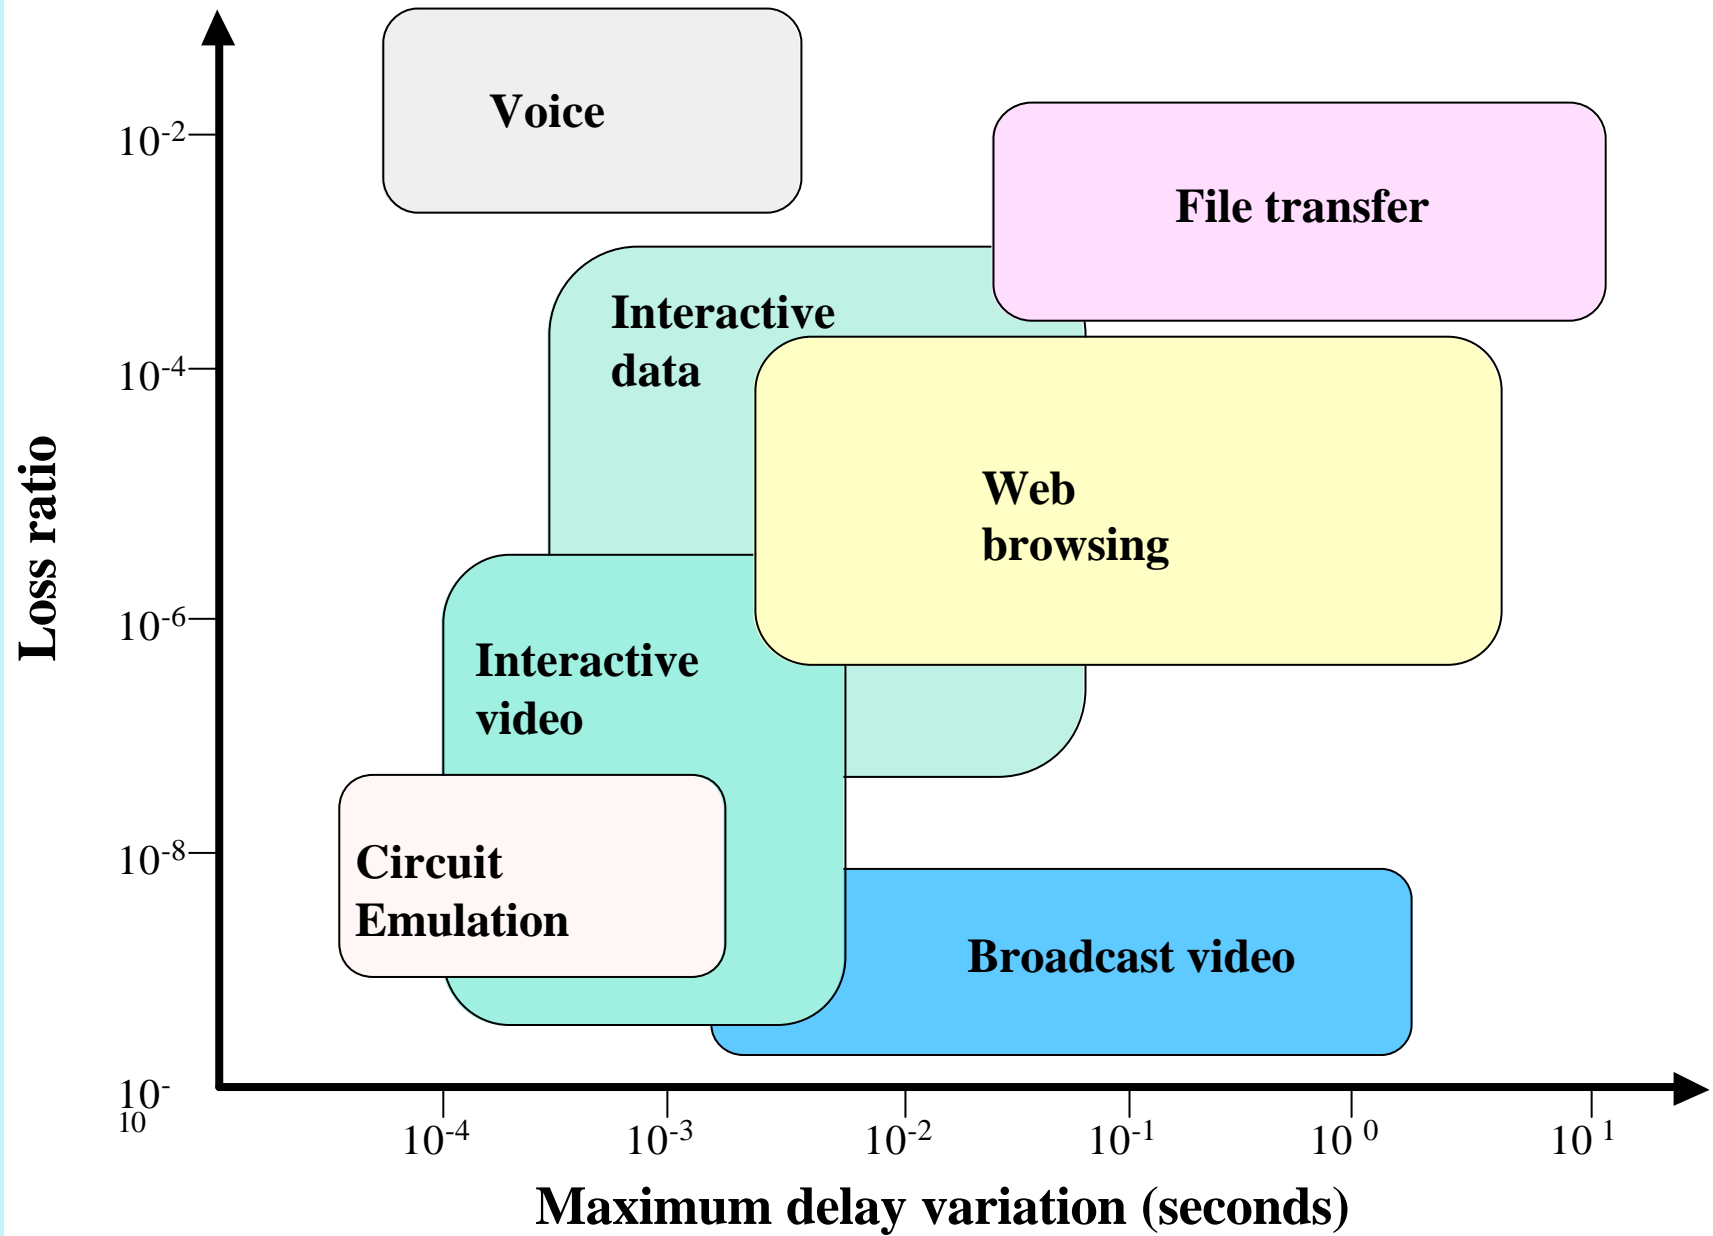 Voice
10-2
File transfer
Interactive
data
10-4
Web
browsing
Loss ratio
10-6
Interactive
video
10-8
Circuit
Emulation
Broadcast video
10-
10
10-4
10-3
10-2
10-1
10 0
10 1
Maximum delay variation (seconds)